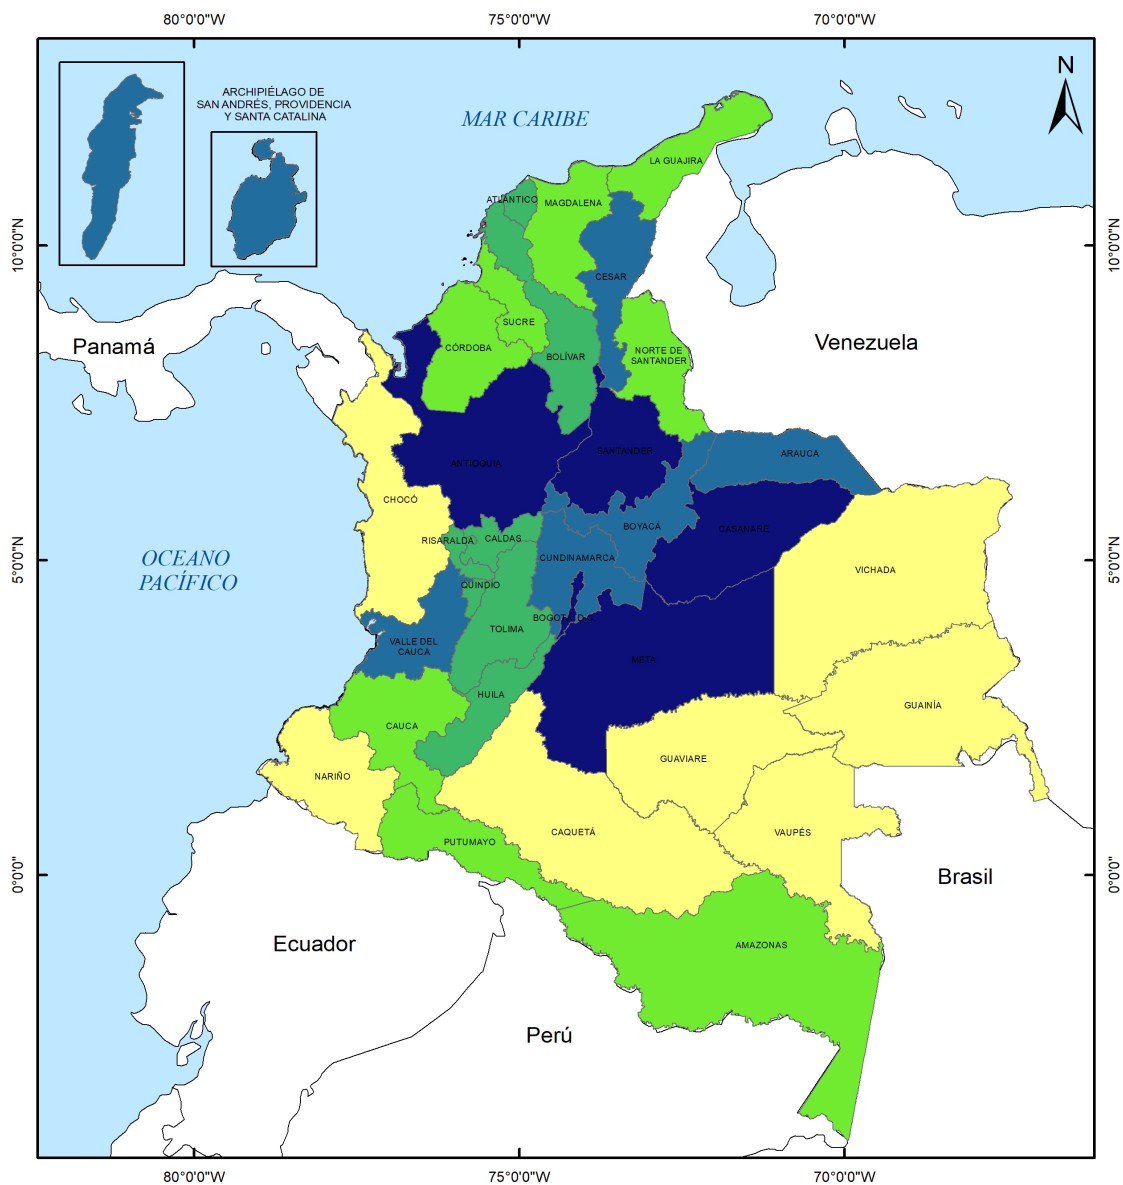 80°0'0"W
75°0'0"W
70°0'0"W
N
ARCHIPIÉLAGO DE
SAN ANDRÉS, PROVIDENCIA
Y SANTA CATALINA
MAR CARIBE
LA GUAJIRA
ATLÁNTICO
MAGDALENA
10°0'0"N
10°0'0"N
CESAR
SUCRE
Panamá
CÓRDOBA
BOLÍVAR
NORTE DE
SANTANDER
Venezuela
ANTIOQUIA
SANTANDER
ARAUCA
CHOCÓ
RISARALDA
CALDAS
BOYACÁ
CASANARE
OCEANO
PACÍFICO
5°0'0"N
5°0'0"N
CUNDINAMARCA
VICHADA
QUINDÍO
BOGOTÁ, D.C.
TOLIMA
VALLE DEL
CAUCA
META
HUILA
GUAINÍA
CAUCA
GUAVIARE
NARIÑO
CAQUETÁ
VAUPÉS
PUTUMAYO
0°0'0"
0°0'0"
Brasil
Ecuador
AMAZONAS
Perú
80°0'0"W
75°0'0"W
70°0'0"W